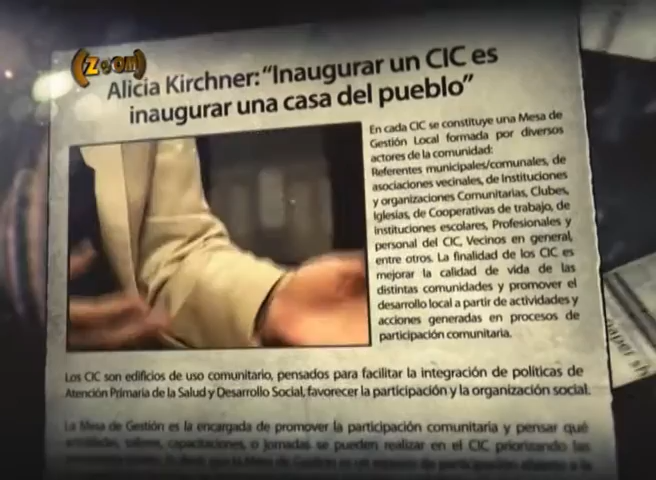 ZOOM
Alicia Kirchner: “Inaugurar un CIC es
inaugurar una casa del pueblo”
En cada CIC se constituye una Mesa de
Gestión Local formada por diversos
actores de la comunidad:
Referentes municipales/comunales, de
asociaciones vecinales, de Instituciones
y organizaciones Comunitarias, Clubes,
Iglesias, de Cooperativas de trabajo, de
instituciones escolares, Profesionales y
personal del CIC, Vecinos en general,
entre otros. La finalidad de los CIC es
mejorar la calidad de vida de las
distintas comunidades y promover el
desarrollo local a partir de actividades y
acciones generadas en procesos de
participación comunitaria.
Los CIC son edificios de uso comunitario, pensados para facilitar la integración de políticas de
Atención Primaria de la Salud y Desarrollo Social, favorecer la participación y la organización social.
La Mesa de Gestión es la encargada de promover la participación comunitaria y pensar qué
talleres, capacitaciones, o jornadas se pueden realizar en el CIC priorizando las